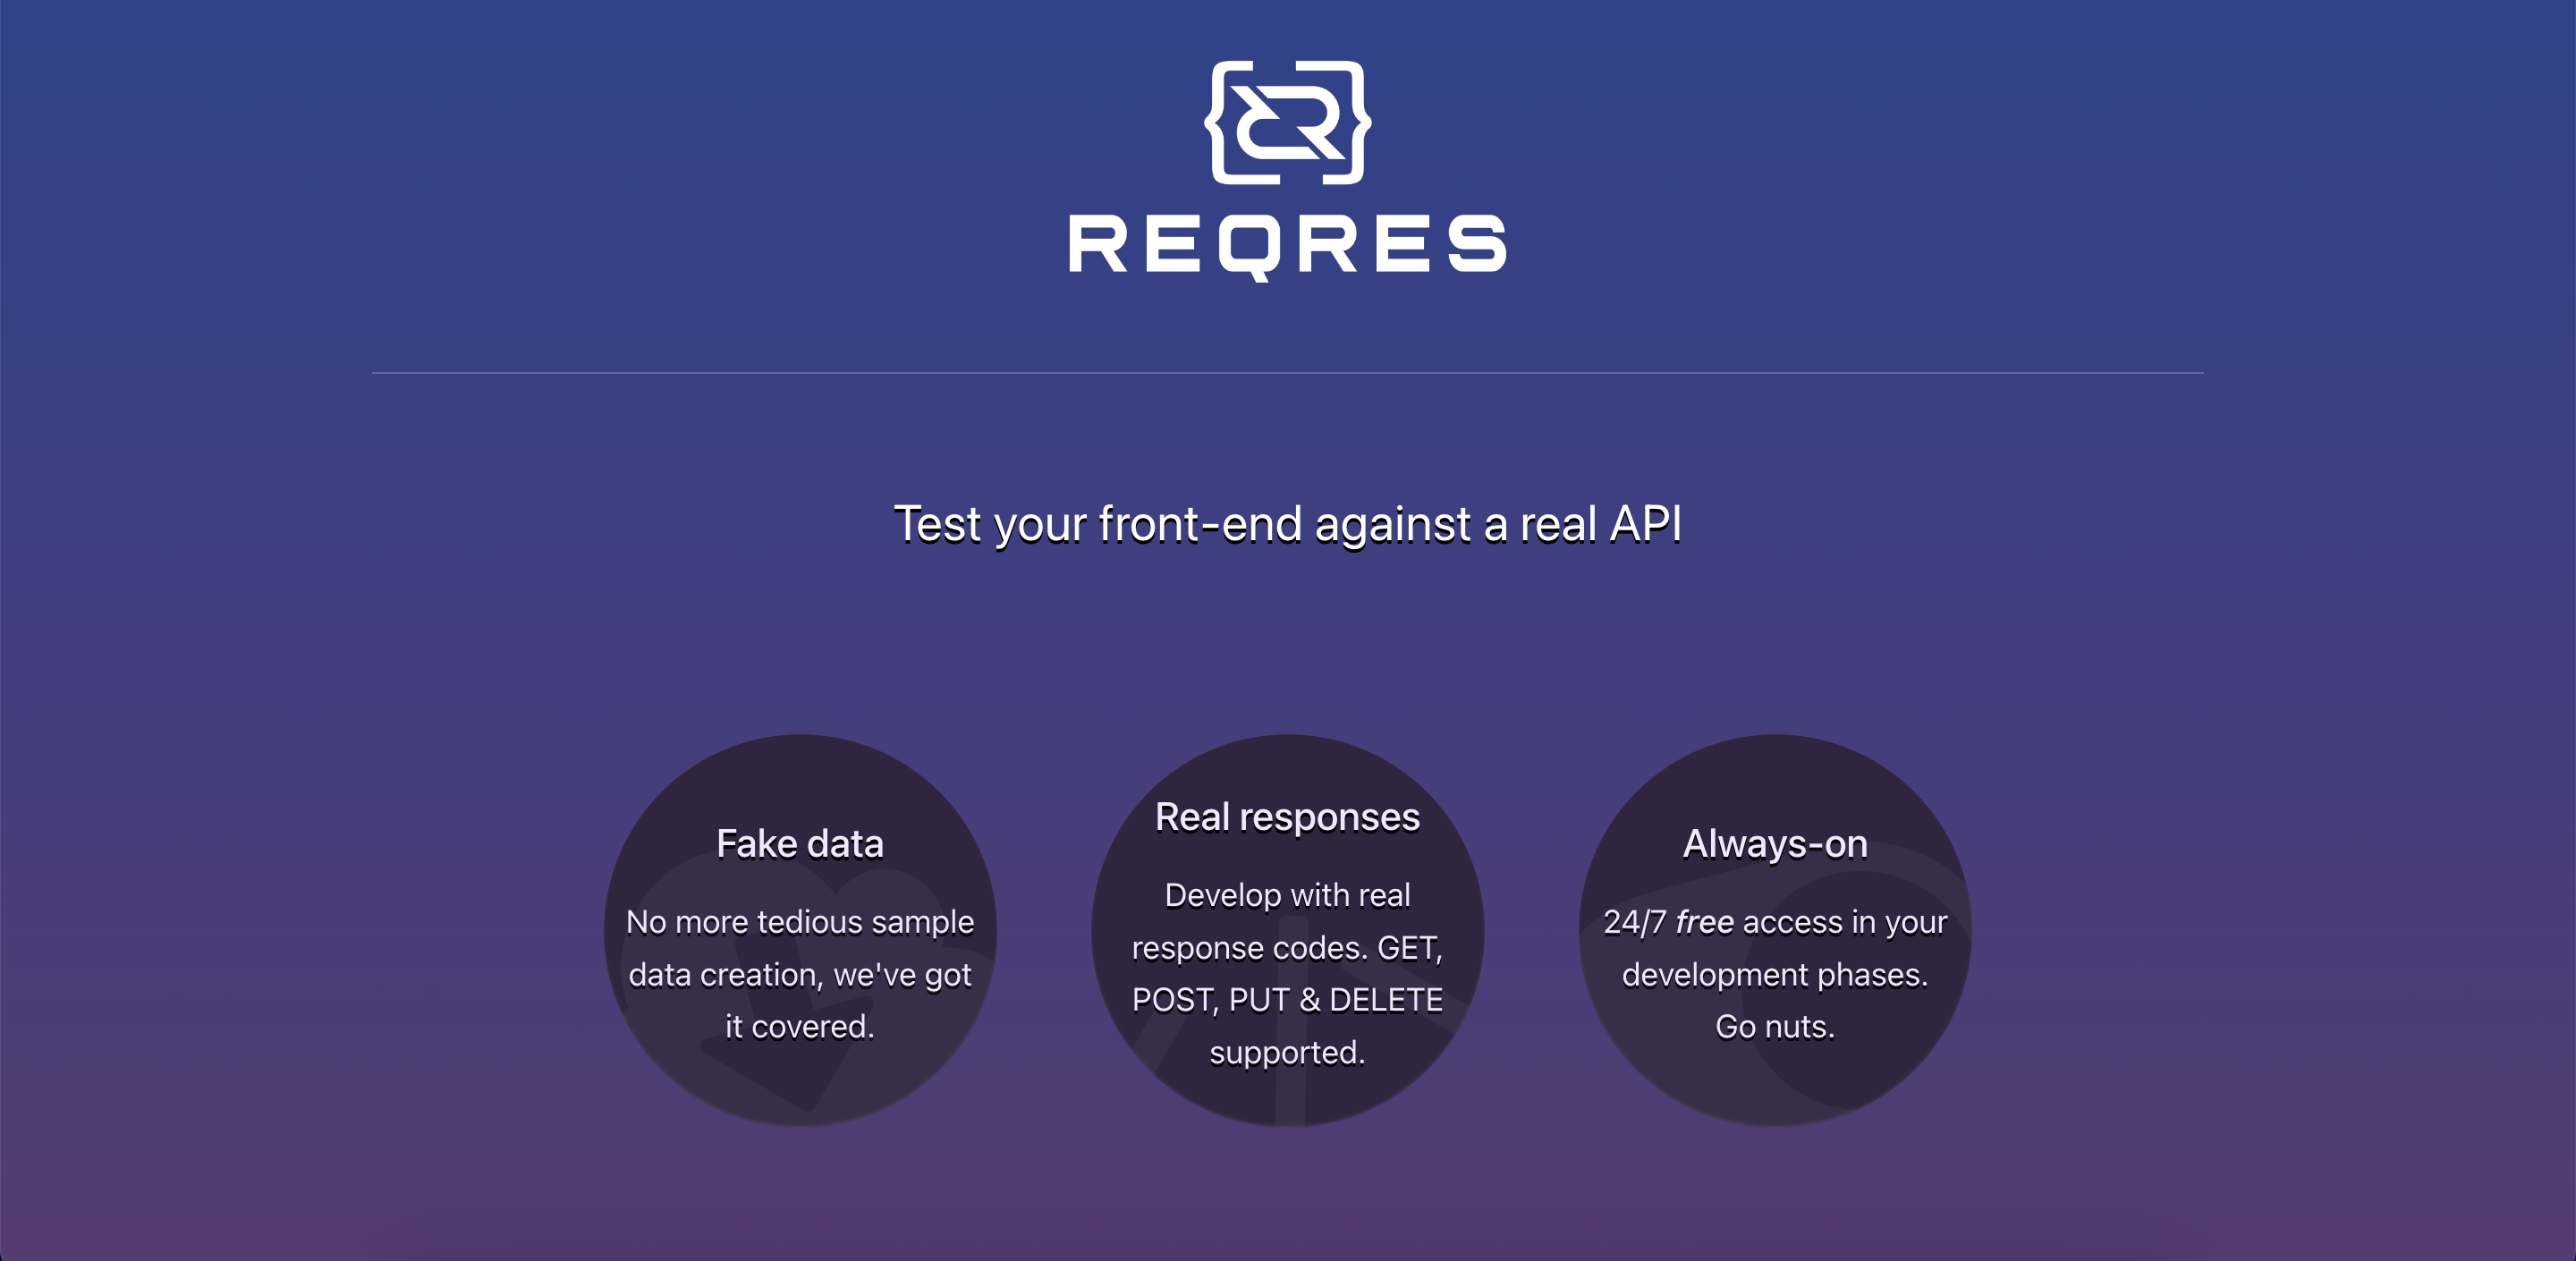 REQRES
Test your front-end against a real API
Fake data
No more tedious sample
data creation, we've got
it covered.
Real responses
Develop with real
response codes. GET,
POST, PUT & DELETE
supported.
Always-on
24/7 free access in your
development phases.
Go nuts.